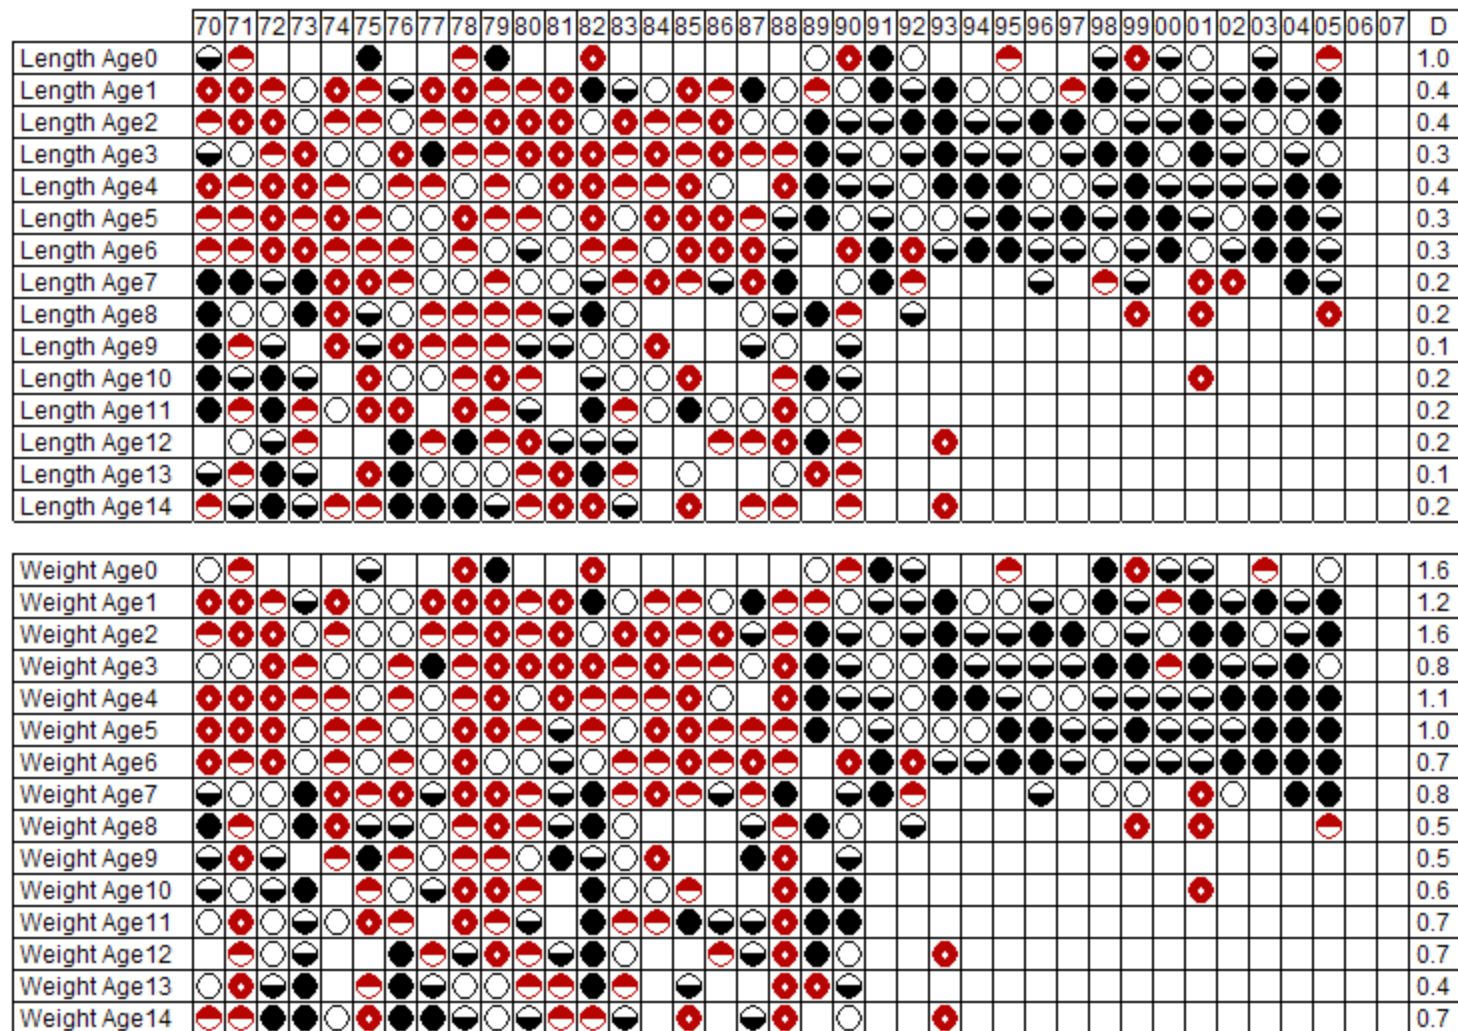 70 71 72 73 74 75 76 77 78 79 80 81 82 83 84 85 86 87 88 89 90 91 92 93 94 95 96 97 98 99 00 01 02 03 04 05 06 07 D
Length Age0 1.0
Length Age1 0.4
Length Age2 0.4
Length Age3 0.3
Length Age4 0.4
Length Age5 0.3
Length Age6 0.3
Length Age7 0.2
Length Age8 0.2
Length Age9 0.1
Length Age10 0.2
Length Age11 0.2
Length Age12 0.2
Length Age13 0.1
Length Age14 0.2
Weight Age0 1.6
Weight Age1 1.2
Weight Age2 1.6
Weight Age3 0.8
Weight Age4 1.1
Weight Age5 1.0
Weight Age6 0.7
Weight Age7 0.8
Weight Age8 0.5
Weight Age9 0.5
Weight Age10 0.6
Weight Age11 0.7
Weight Age12 0.7
Weight Age13 0.4
Weight Age14 0.7